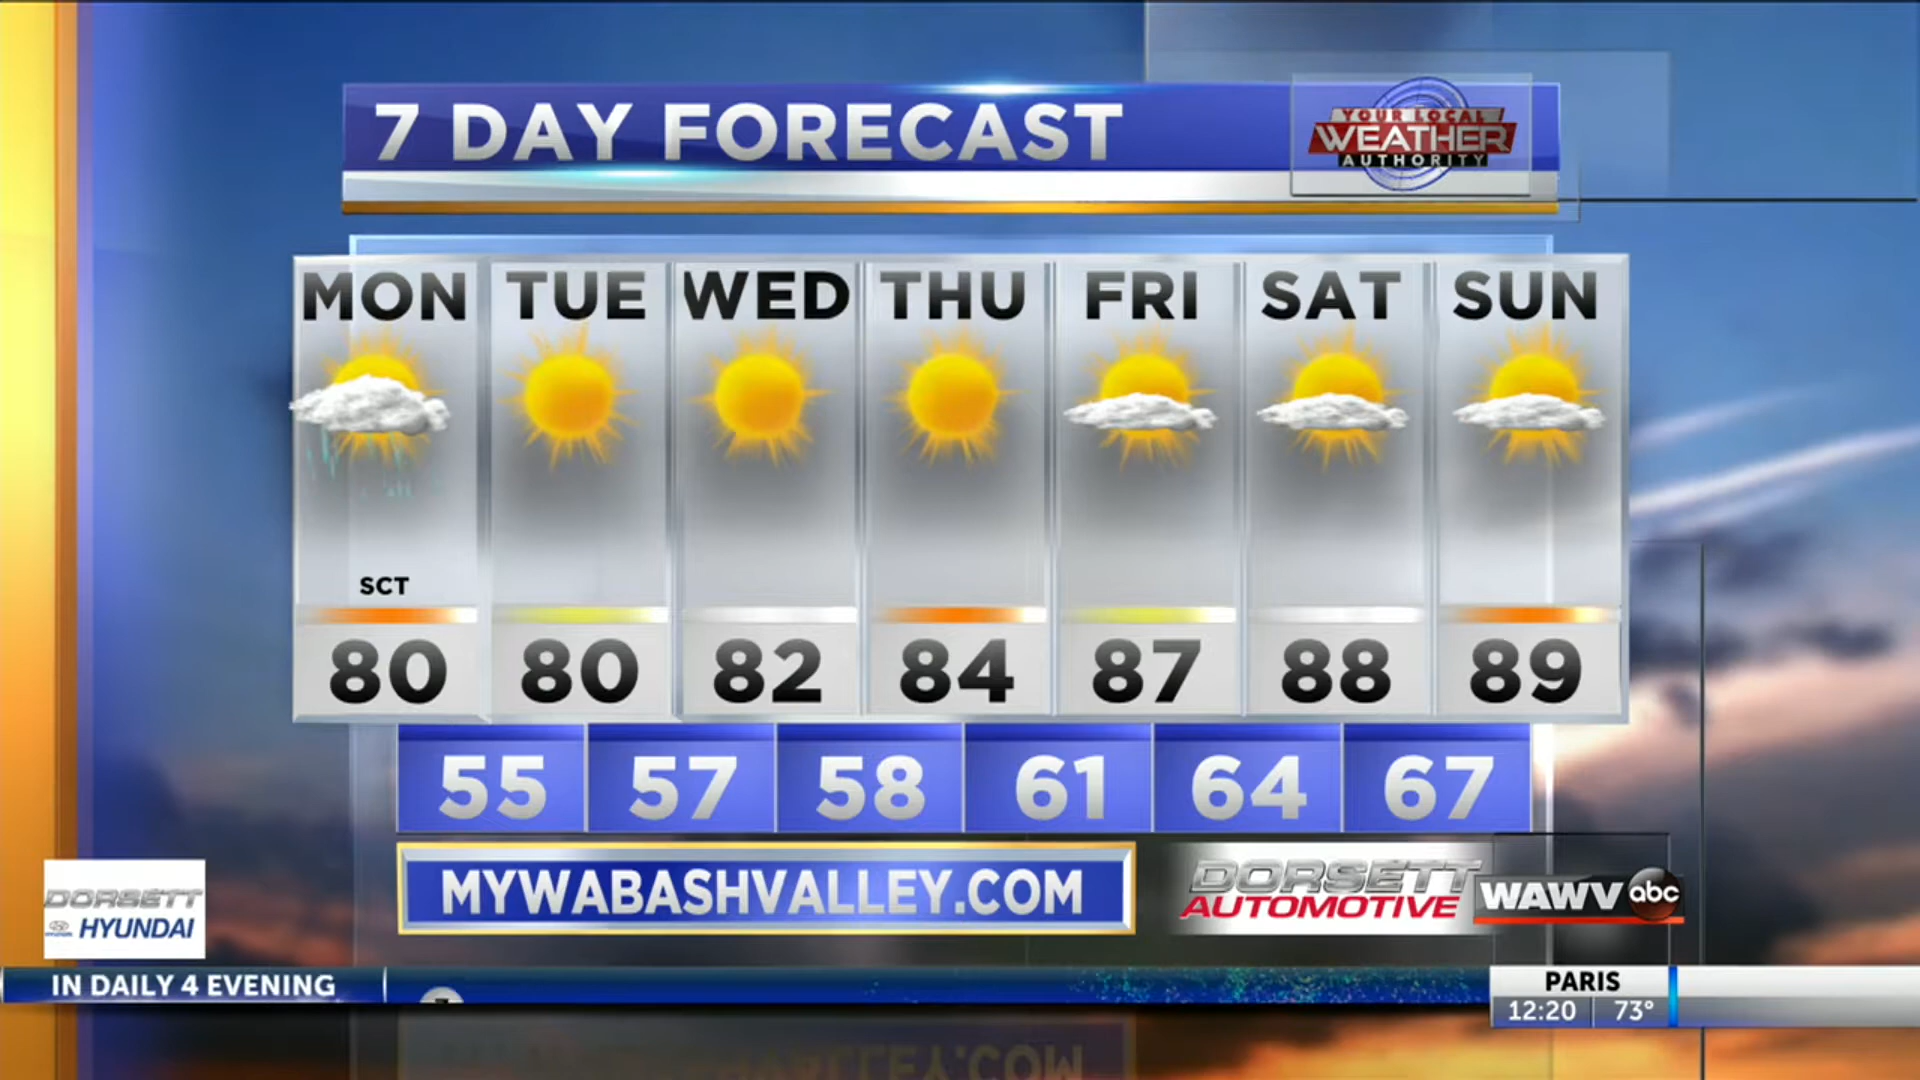 7 DAY FORECAST
YOUR LOCAL
WEATHER
AUTHORITY
MON TUE WED THU FRI SAT SUN
SCT
80 80 82 84 87 88 89
55 57 58 61 64 67
MYWABASHVALLEY.COM
DORSETT
AUTOMOTIVE
WAWV abc
DORSETT
HYUNDAI
IN DAILY 4 EVENING
PARIS
12:20 73°